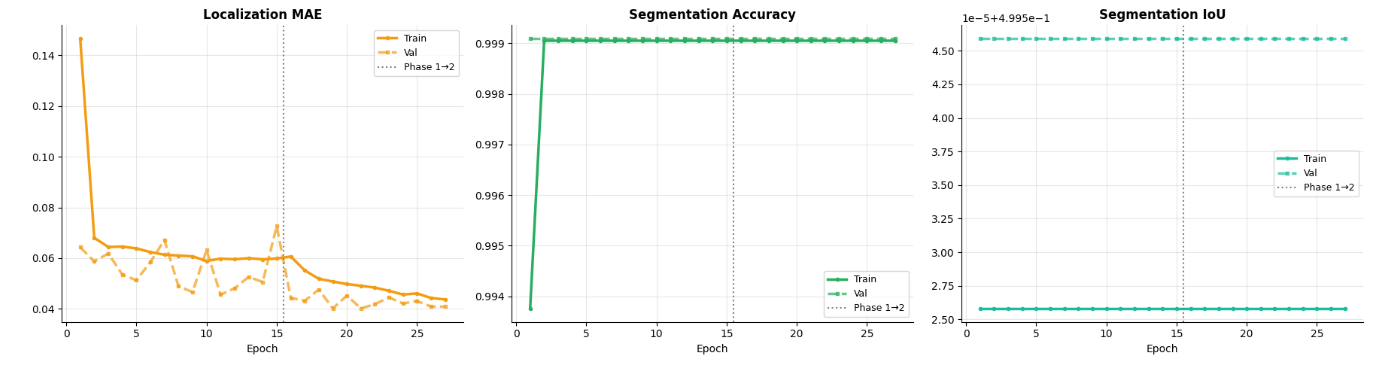 Localization MAE
0.14
0.12
0.10
0.08
0.06
0.04
0 5 10 15 20 25
Epoch
Train
Val
Phase 1→2
Segmentation Accuracy
0.999
0.998
0.997
0.996
0.995
0.994
0 5 10 15 20 25
Epoch
Train
Val
Phase 1→2
Segmentation IoU
1e-5+4.995e-1
4.50
4.25
4.00
3.75
3.50
3.25
3.00
2.75
2.50
0 5 10 15 20 25
Epoch
Train
Val
Phase 1→2